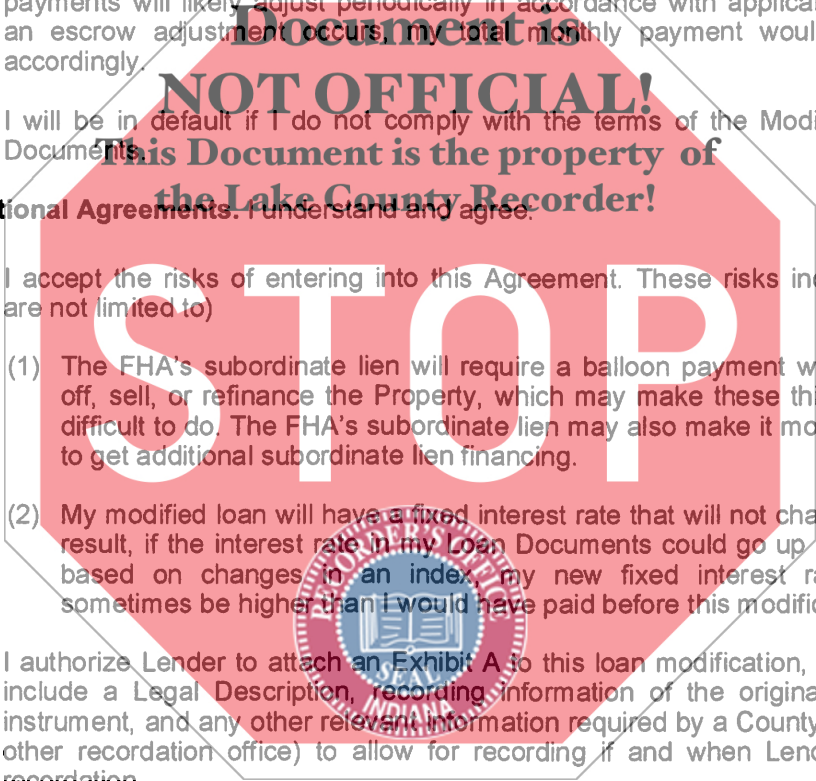 payments will likely adjust periodically in accordance with applica
Document is
an escrow adjustment occurs, my total monthly payment woul
accordingly.
NOT OFFICIAL!
I will be in default if I do not comply with the terms of the Modi
Documents.
This Document is the property of
the Lake County Recorder!
tional Agreements. I understand and agree:
I accept the risks of entering into this Agreement. These risks in
are not limited to)
STOP
(1) The FHA's subordinate lien will require a balloon payment w
off, sell, or refinance the Property, which may make these thi
difficult to do. The FHA's subordinate lien may also make it mo
to get additional subordinate lien financing.
(2) My modified loan will have a fixed interest rate that will not cha
result, if the interest rate in my Loan Documents could go up
based on changes in an index, my new fixed interest ra
sometimes be higher than I would have paid before this modific
RECORDER'S OFFICE
SEAL
INDIANA
I authorize Lender to attach an Exhibit A to this loan modification,
include a Legal Description, recording information of the origina
instrument, and any other relevant information required by a County
other recordation office) to allow for recording if and when Lend
recordation